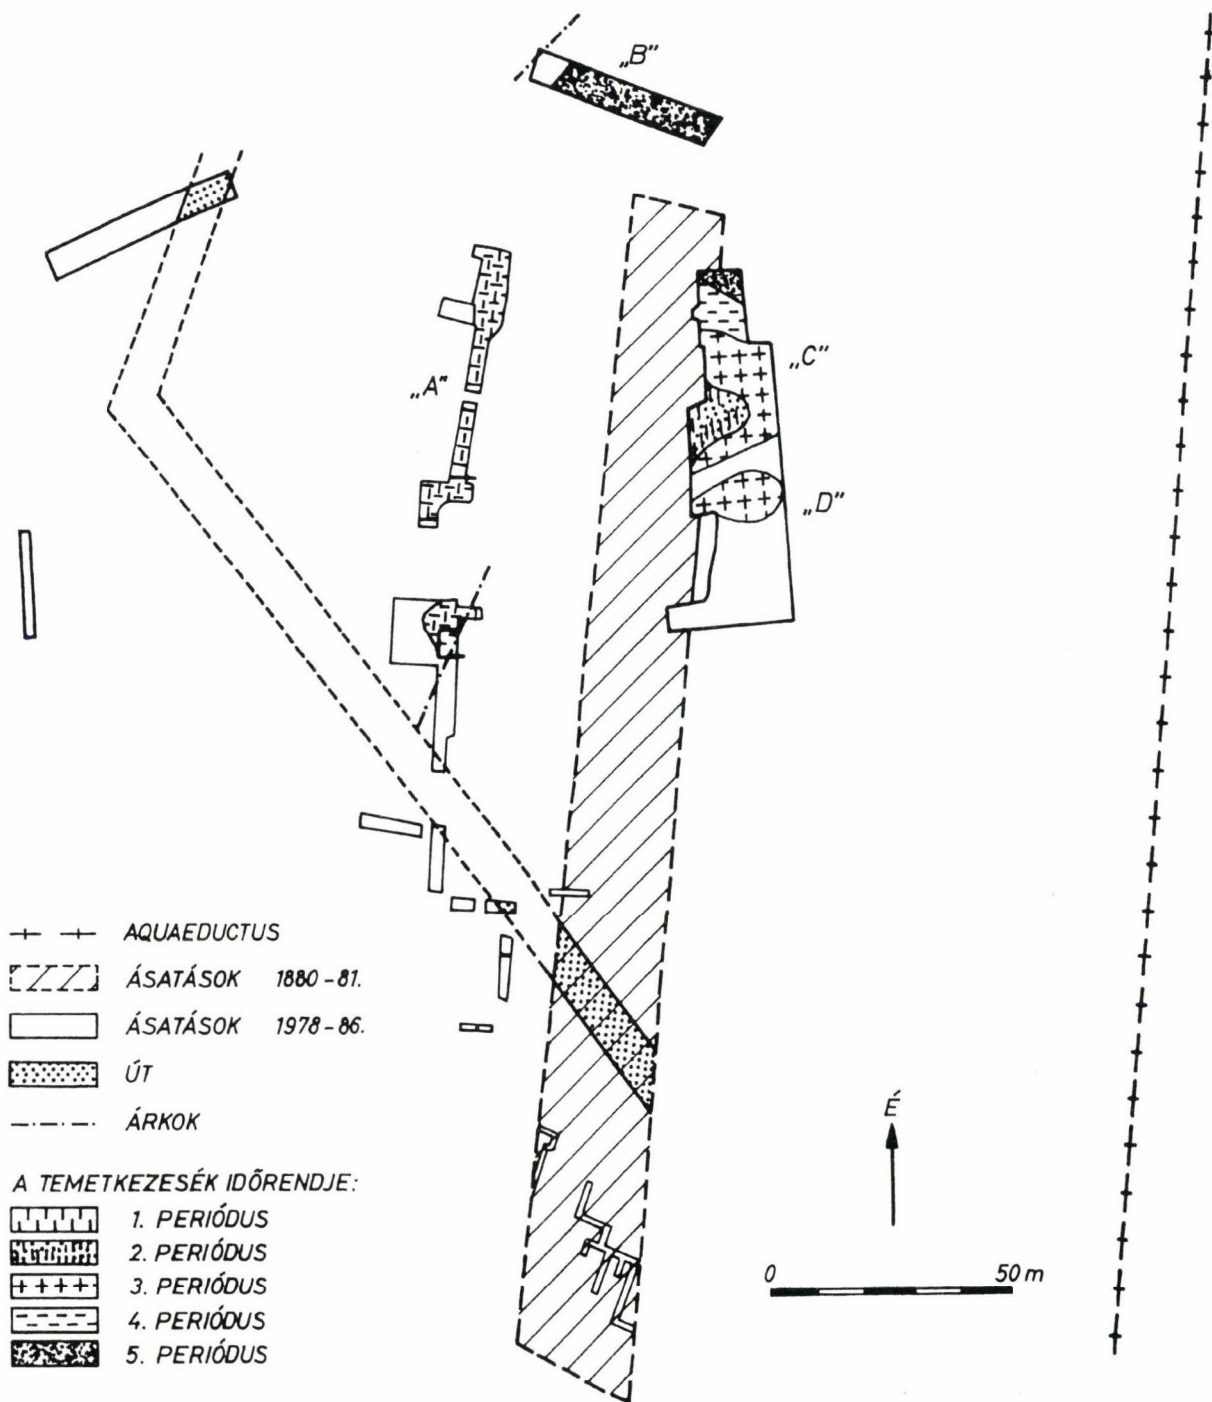 „B"
„C"
„A"
„D"
AQUAEDUCTUS
ÁSATÁSOK 1880-81.
ÁSATÁSOK 1978-86.
ÚT
ÁRKOK
É
A TEMETKEZESÉK IDŐRENDJE:
1. PERIÓDUS
2. PERIÓDUS
3. PERIÓDUS
4. PERIÓDUS
5. PERIÓDUS
0 50 m